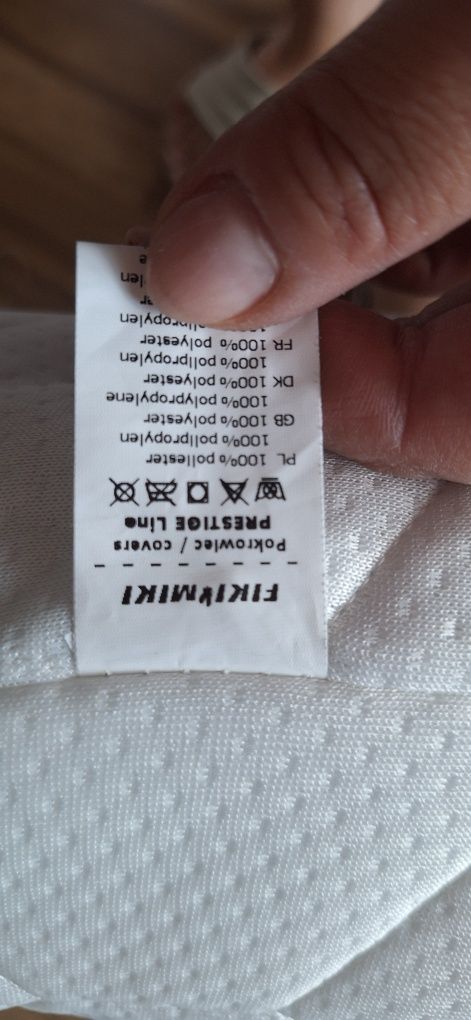 FIKIMIKI
Pokrowiec / covers
PRESTIGE Line
PL 100% poliester
100% polipropylen
GB 100% polyester
100% polypropylene
DK 100% polyester
100% pollipropylen
FR 100% polyester